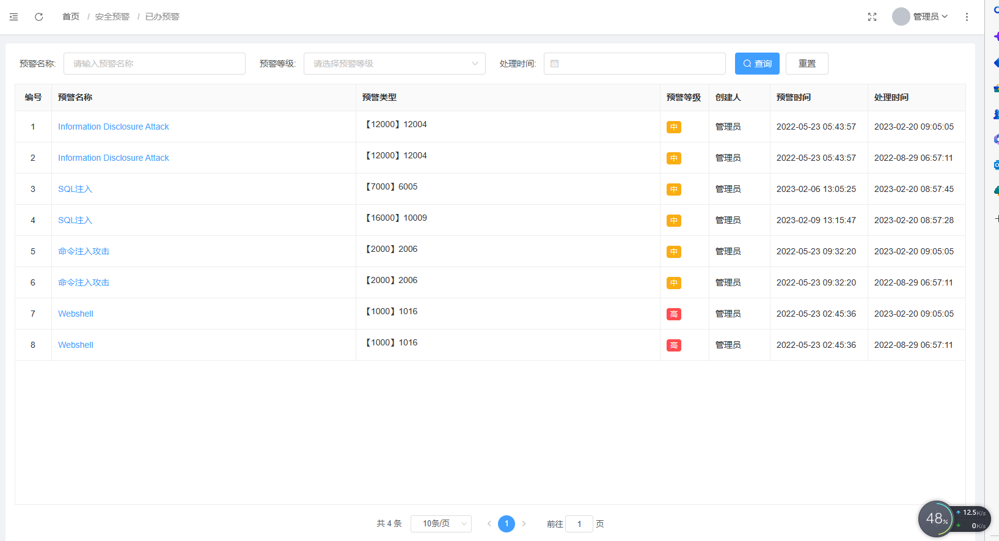 首页 / 安全预警 / 已办预警 管理员
预警名称: 请输入预警名称 预警等级: 请选择预警等级 处理时间: 查询 重置
编号 预警名称 预警类型 预警等级 创建人 预警时间 处理时间
1 Information Disclosure Attack 【12000】12004 中 管理员 2022-05-23 05:43:57 2023-02-20 09:05:05
2 Information Disclosure Attack 【12000】12004 中 管理员 2022-05-23 05:43:57 2022-08-29 06:57:11
3 SQL注入 【7000】6005 中 管理员 2023-02-06 13:05:25 2023-02-20 08:57:45
4 SQL注入 【16000】10009 中 管理员 2023-02-09 13:15:47 2023-02-20 08:57:28
5 命令注入攻击 【2000】2006 中 管理员 2022-05-23 09:32:20 2023-02-20 09:05:05
6 命令注入攻击 【2000】2006 中 管理员 2022-05-23 09:32:20 2022-08-29 06:57:11
7 Webshell 【1000】1016 高 管理员 2022-05-23 02:45:36 2023-02-20 09:05:05
8 Webshell 【1000】1016 高 管理员 2022-05-23 02:45:36 2022-08-29 06:57:11
共 4 条 10条/页 1 前往 1 页
48% 12.5K/s
0K/s